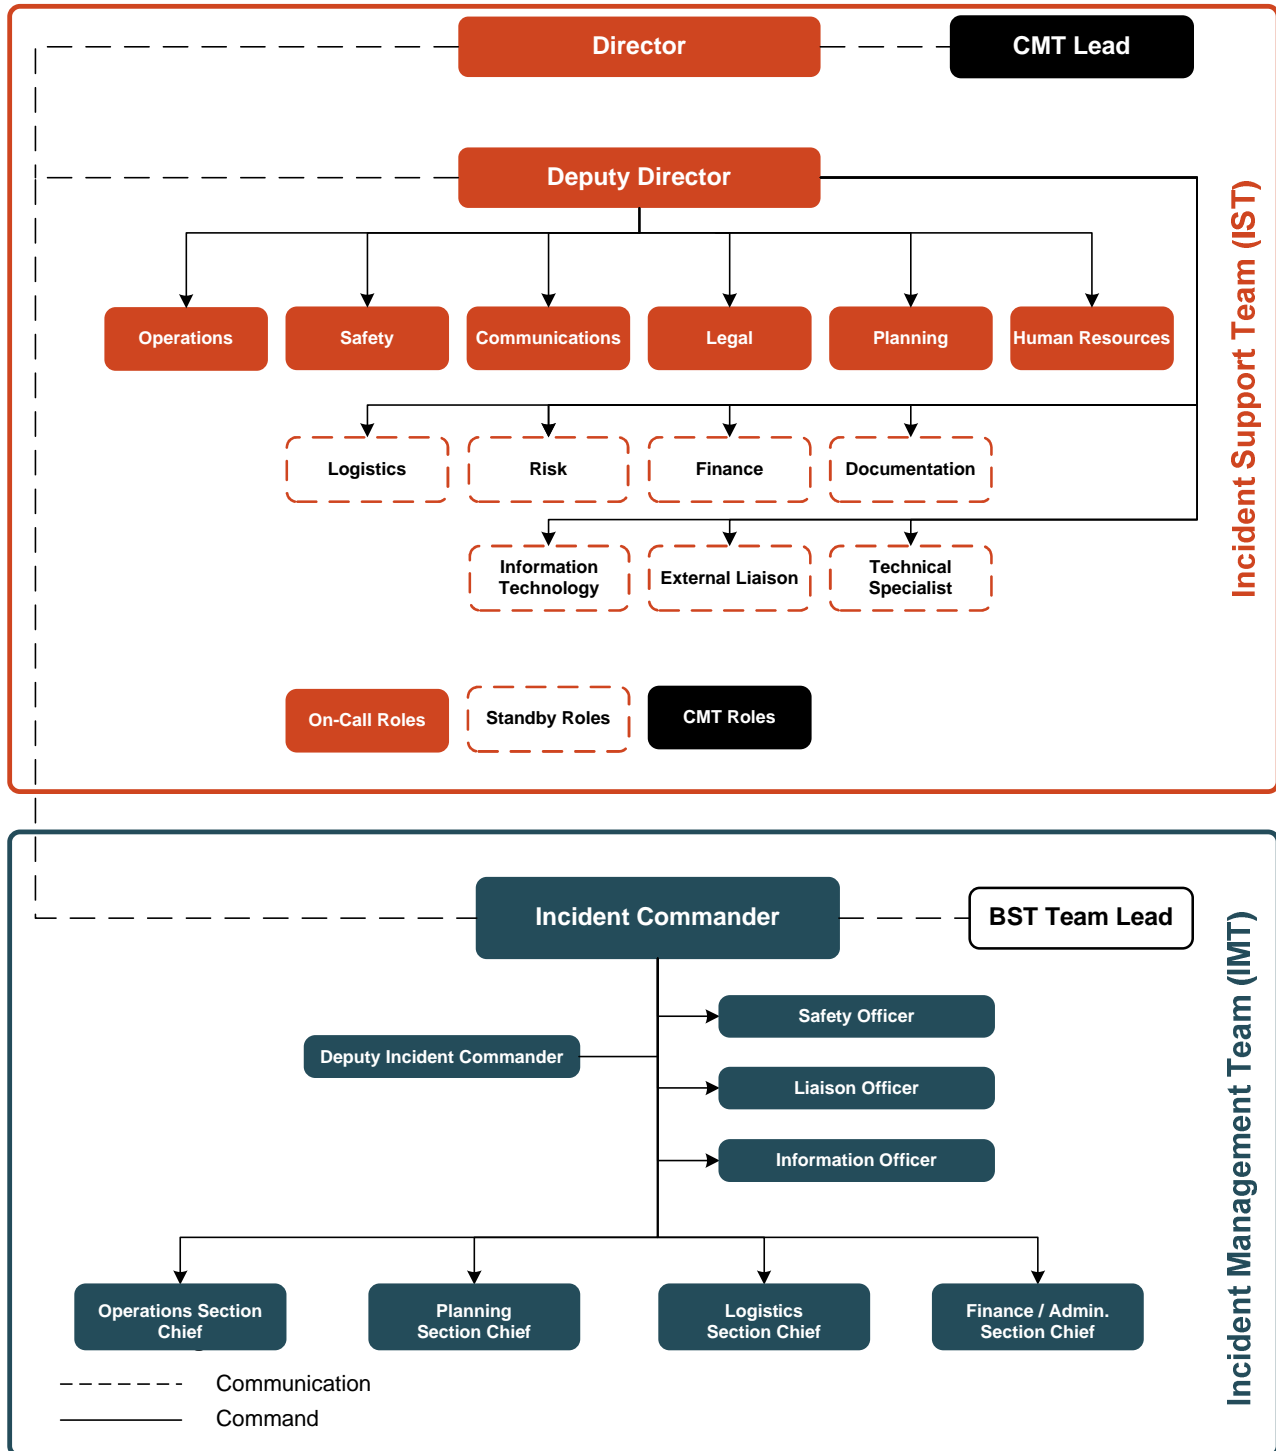 Director
CMT Lead
Deputy Director
Operations
Safety
Communications
Legal
Planning
Human Resources
Logistics
Risk
Finance
Documentation
Information
Technology
External Liaison
Technical
Specialist
On-Call Roles
Standby Roles
CMT Roles
Incident Support Team (IST)
Incident Commander
BST Team Lead
Safety Officer
Deputy Incident Commander
Liaison Officer
Information Officer
Operations Section
Chief
Planning
Section Chief
Logistics
Section Chief
Finance / Admin.
Section Chief
Communication
Command
Incident Management Team (IMT)